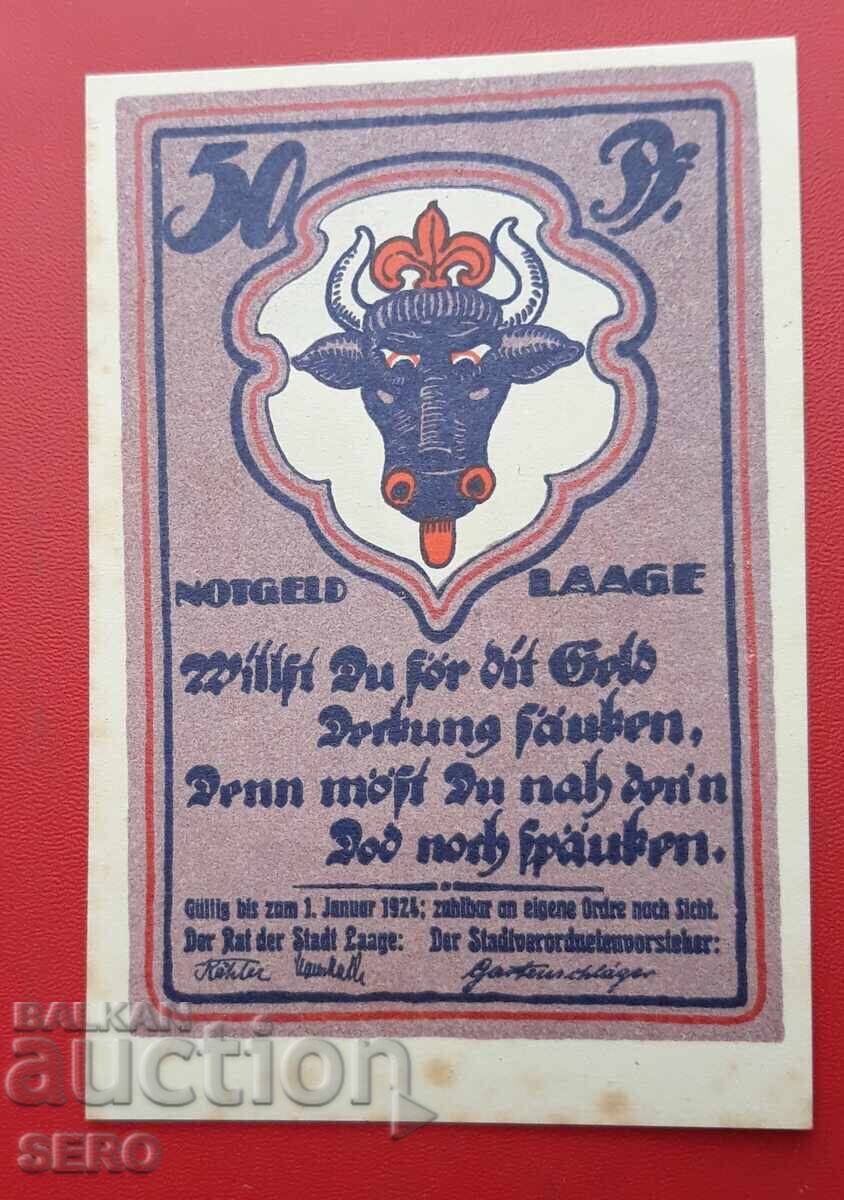 50 Pf.
NOTGELD LAAGE
Willst Du för dit Geld
Deckung säuken,
Denn möst Du nah den'n
Dod noch späuken.
Gültig bis zum 1. Januar 1924; zahlbar an eigene Ordre nach Sicht.
Der Rat der Stadt Laage: Der Stadtverordnetenvorsteher:
Köhler Gartenschläger
BALKAN
auction
SERO